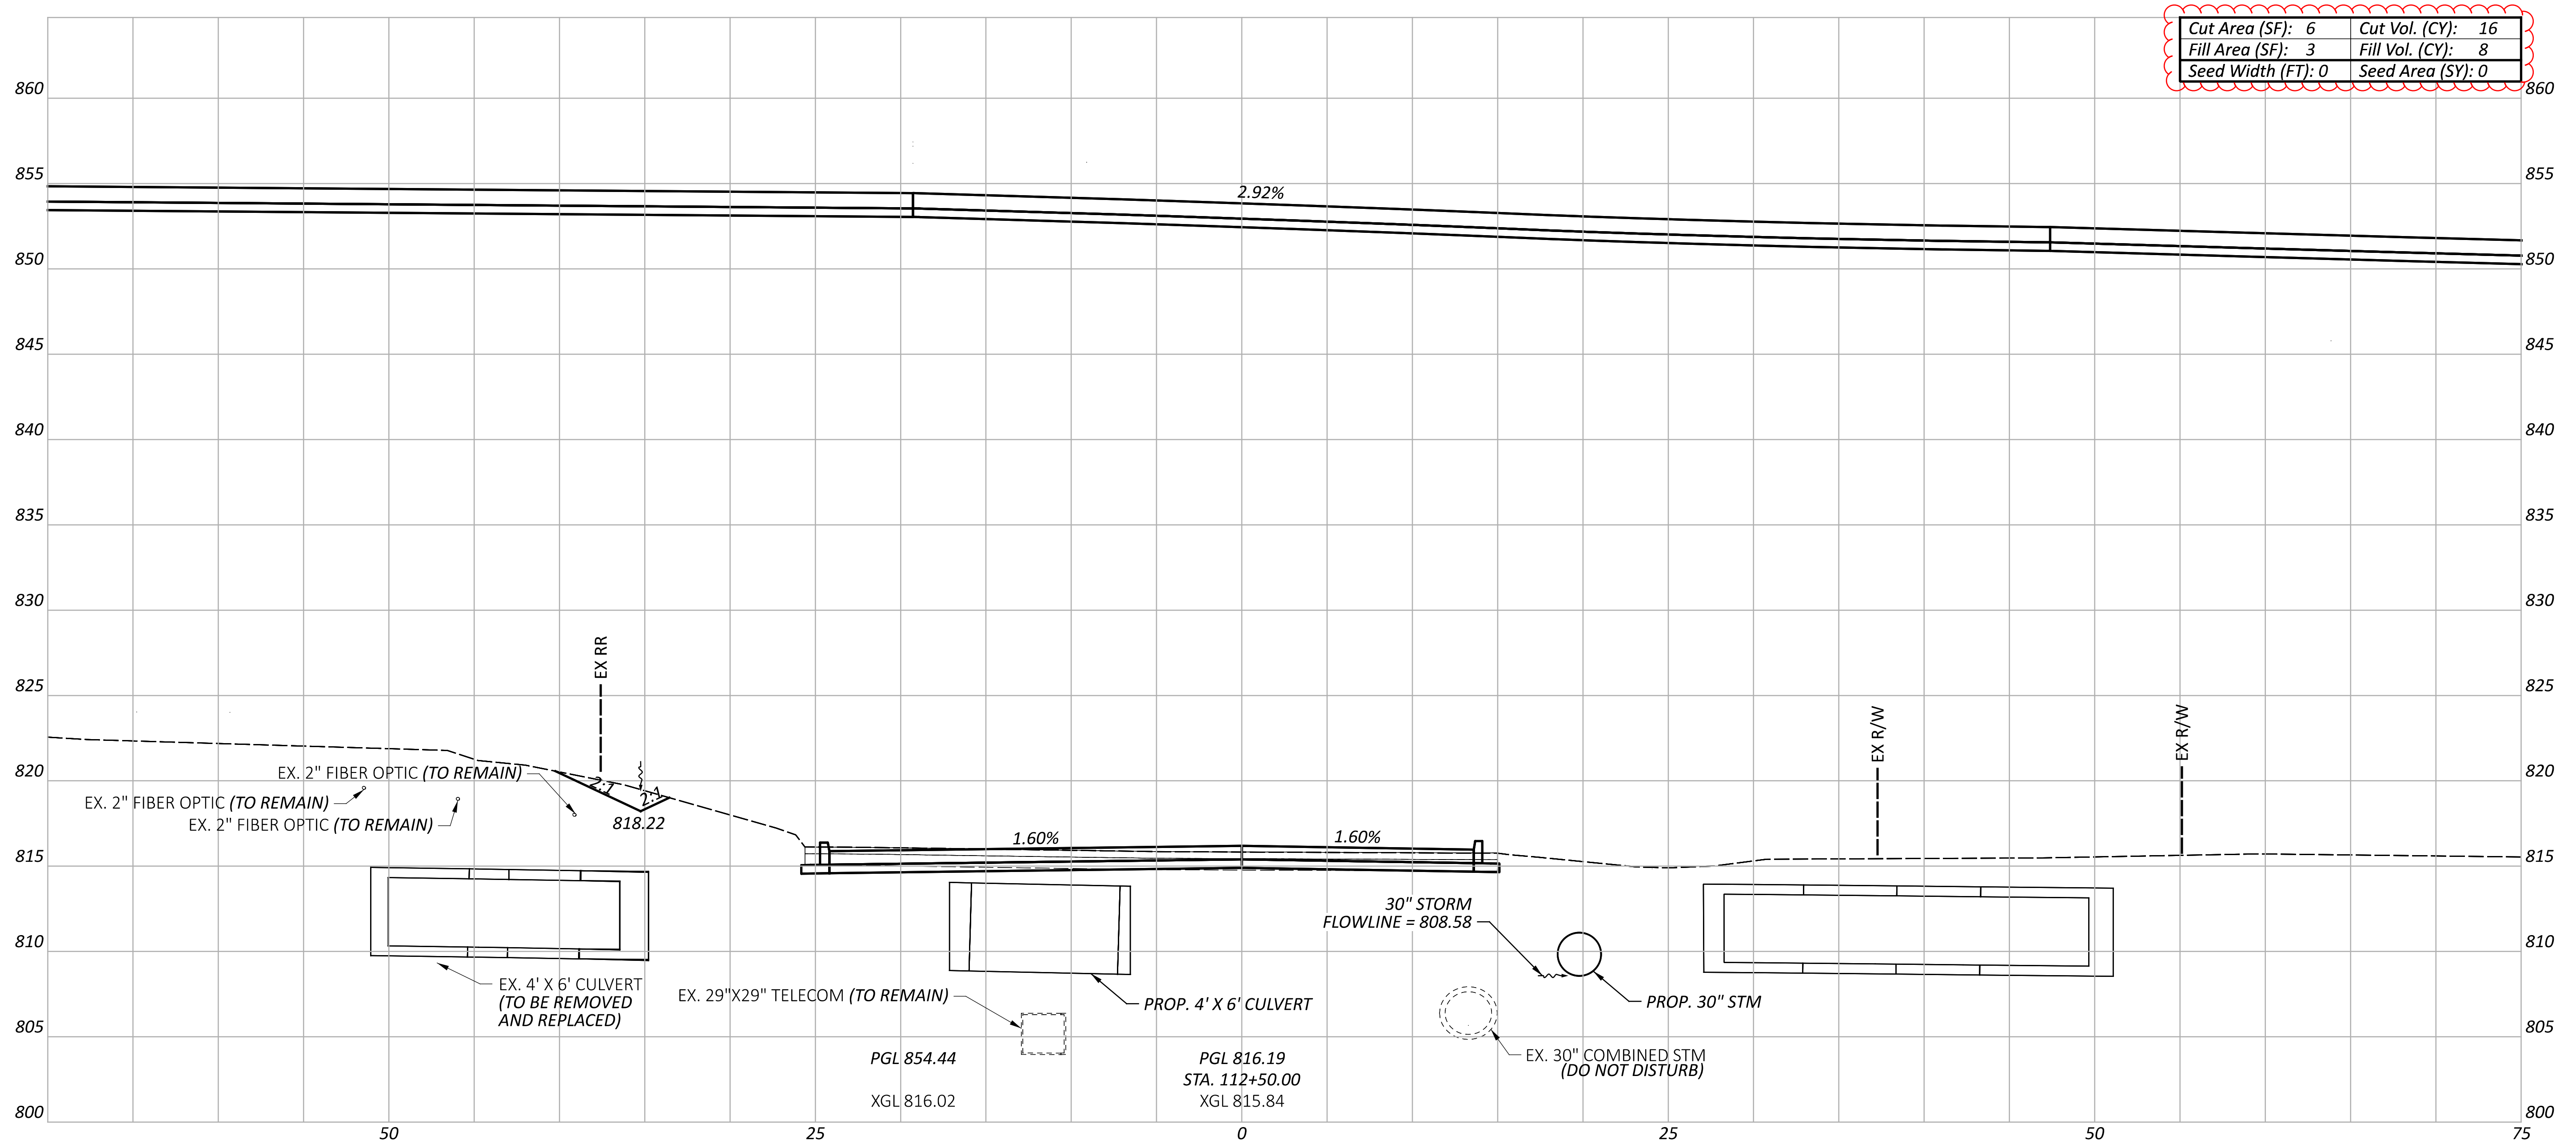 Cut Area (SF): 6 Cut Vol. (CY): 16
Fill Area (SF): 3 Fill Vol. (CY): 8
Seed Width (FT): 0 Seed Area (SY): 0
860 860
855 855
2.92%
850 850
845 845
840 840
835 835
830 830
EX RR
825 825
EX R/W
EX R/W
820 820
EX. 2" FIBER OPTIC (TO REMAIN)
EX. 2" FIBER OPTIC (TO REMAIN)
EX. 2" FIBER OPTIC (TO REMAIN)
2:1
2:1
818.22
1.60%
1.60%
815 815
30" STORM
FLOWLINE = 808.58
810 810
EX. 4' X 6' CULVERT
(TO BE REMOVED
AND REPLACED)
EX. 29"X29" TELECOM (TO REMAIN)
PROP. 4' X 6' CULVERT
PROP. 30" STM
805 805
EX. 30" COMBINED STM
(DO NOT DISTURB)
PGL 854.44
XGL 816.02
PGL 816.19
STA. 112+50.00
XGL 815.84
800 800
50 25 0 25 50 75